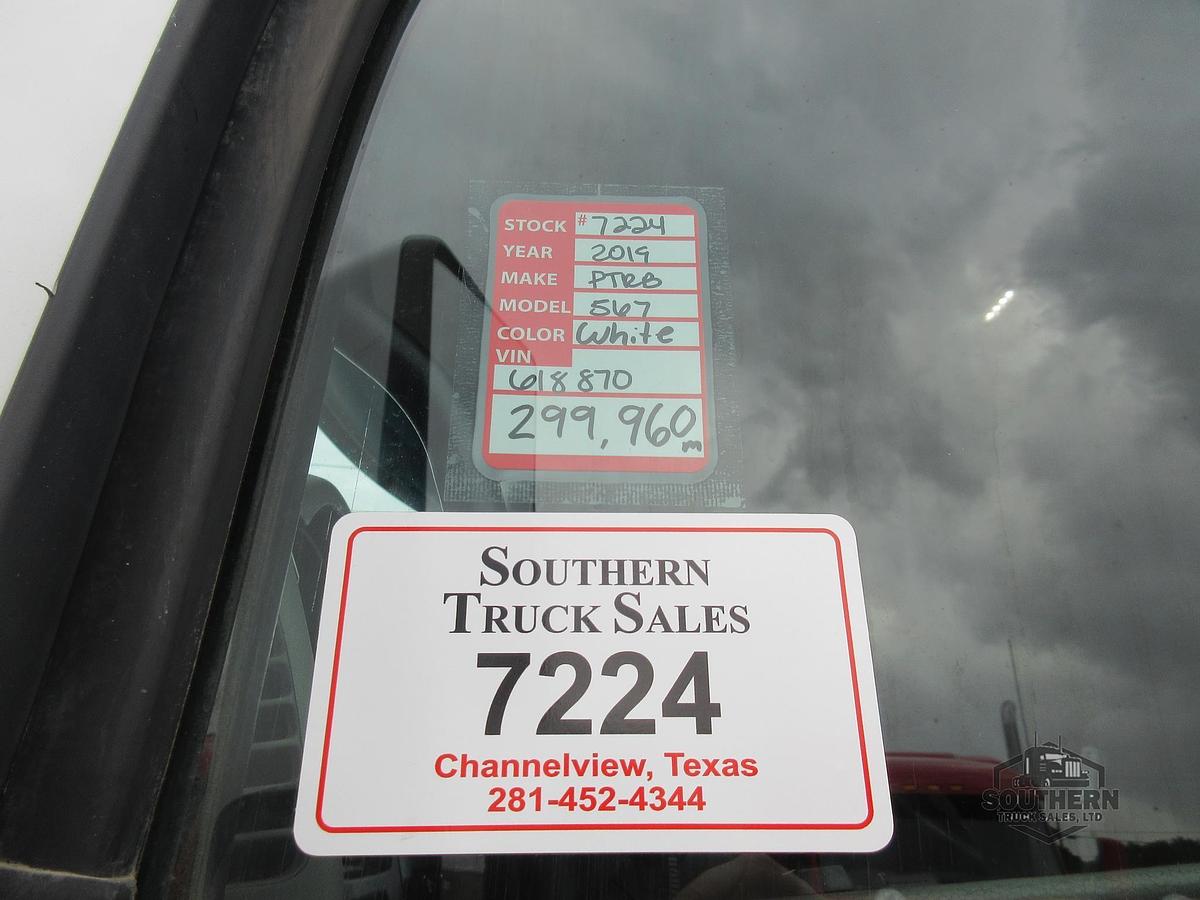 STOCK #7224
YEAR 2019
MAKE PTRB
MODEL 567
COLOR White
VIN
618870
299,960
m
SOUTHERN
TRUCK SALES
7224
Channelview, Texas
281-452-4344
SOUTHERN
TRUCK SALES, LTD